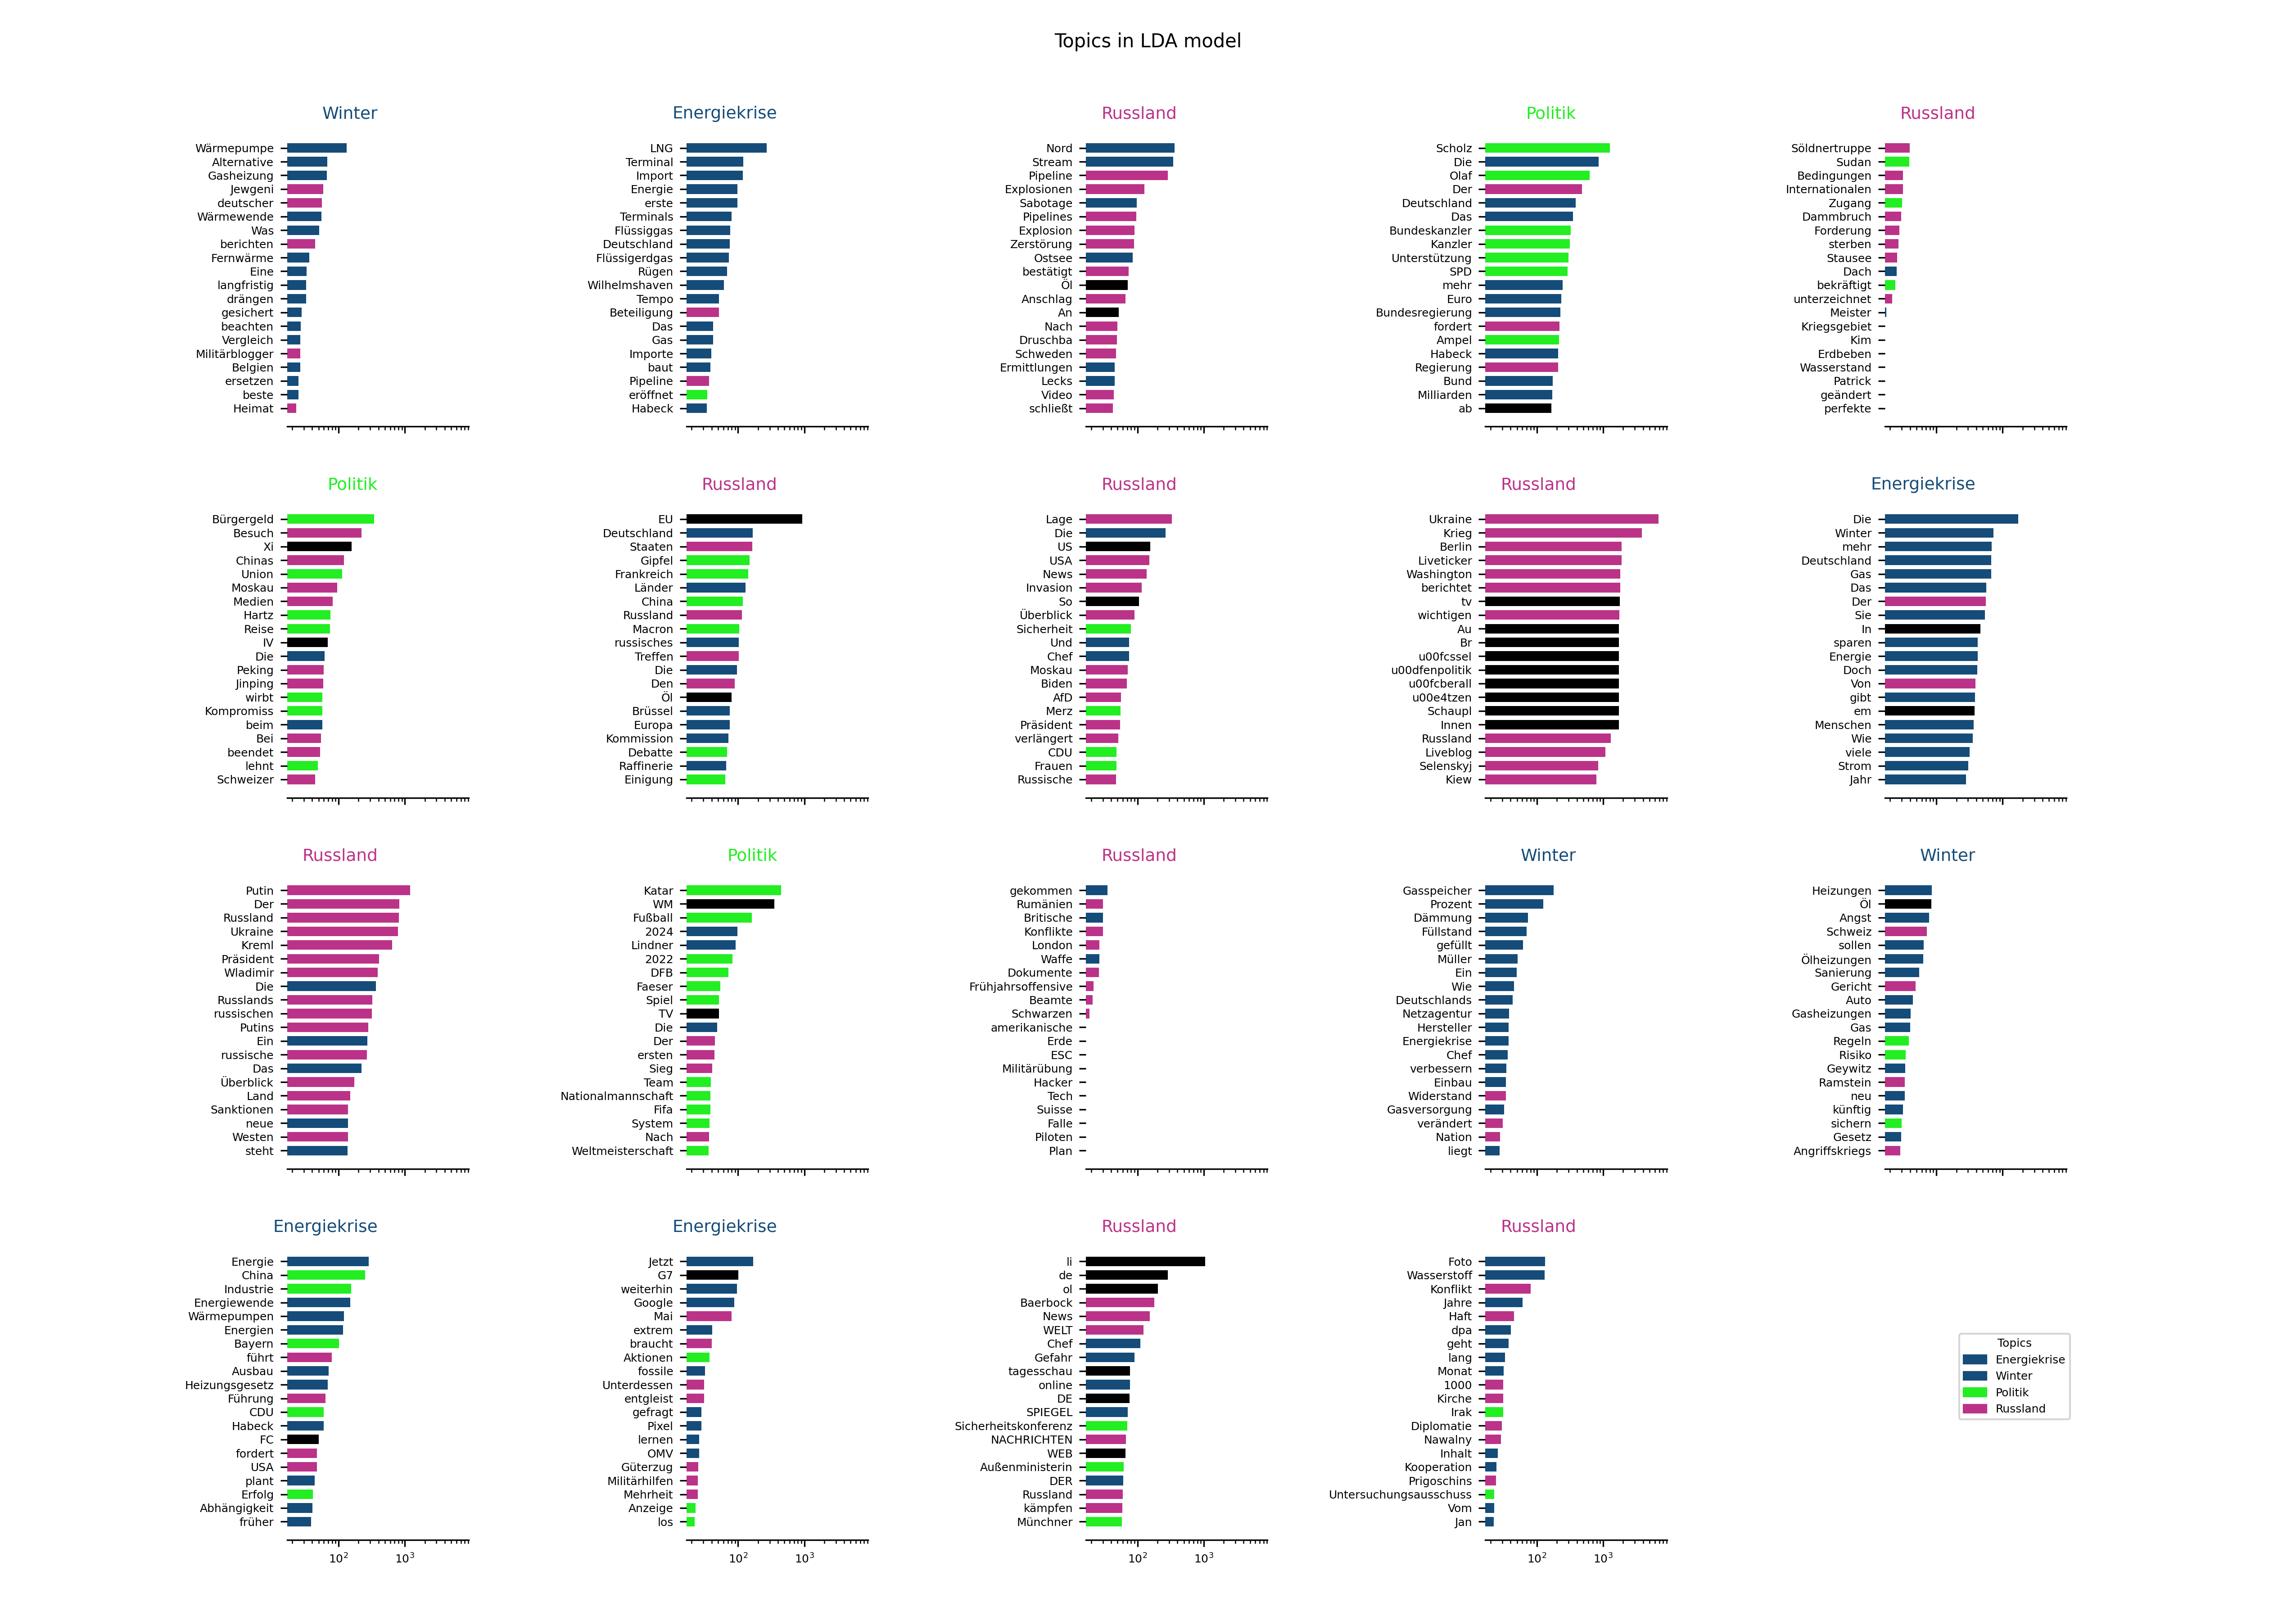 Topics in LDA model
Winter
Wärmepumpe
Alternative
Gasheizung
Jewgeni
deutscher
Wärmewende
Was
berichten
Fernwärme
Eine
langfristig
drängen
gesichert
beachten
Vergleich
Militärblogger
Belgien
ersetzen
beste
Heimat
Energiekrise
LNG
Terminal
Import
Energie
erste
Terminals
Flüssiggas
Deutschland
Flüssigerdgas
Rügen
Wilhelmshaven
Tempo
Beteiligung
Das
Gas
Importe
baut
Pipeline
eröffnet
Habeck
Russland
Nord
Stream
Pipeline
Explosionen
Sabotage
Pipelines
Explosion
Zerstörung
Ostsee
bestätigt
Öl
Anschlag
An
Nach
Druschba
Schweden
Ermittlungen
Lecks
Video
schließt
Politik
Scholz
Die
Olaf
Der
Deutschland
Das
Bundeskanzler
Kanzler
Unterstützung
SPD
mehr
Euro
Bundesregierung
fordert
Ampel
Habeck
Regierung
Bund
Milliarden
ab
Russland
Söldnertruppe
Sudan
Bedingungen
Internationalen
Zugang
Dammbruch
Forderung
sterben
Stausee
Dach
bekräftigt
unterzeichnet
Meister
Kriegsgebiet
Kim
Erdbeben
Wasserstand
Patrick
geändert
perfekte
Politik
Bürgergeld
Besuch
Xi
Chinas
Union
Moskau
Medien
Hartz
Reise
IV
Die
Peking
Jinping
wirbt
Kompromiss
beim
Bei
beendet
lehnt
Schweizer
Russland
EU
Deutschland
Staaten
Gipfel
Frankreich
Länder
China
Russland
Macron
russisches
Treffen
Die
Den
Öl
Brüssel
Europa
Kommission
Debatte
Raffinerie
Einigung
Russland
Lage
Die
US
USA
News
Invasion
So
Überblick
Sicherheit
Und
Chef
Moskau
Biden
AfD
Merz
Präsident
verlängert
CDU
Frauen
Russische
Russland
Ukraine
Krieg
Berlin
Liveticker
Washington
berichtet
tv
wichtigen
Au
Br
u00fcssel
u00dfenpolitik
u00fcberall
u00e4tzen
Schaupl
Innen
Russland
Liveblog
Selenskyj
Kiew
Energiekrise
Die
Winter
mehr
Deutschland
Gas
Das
Der
Sie
In
sparen
Energie
Doch
Von
gibt
em
Menschen
Wie
viele
Strom
Jahr
Russland
Putin
Der
Russland
Ukraine
Kreml
Präsident
Wladimir
Die
Russlands
russischen
Putins
Ein
russische
Das
Überblick
Land
Sanktionen
neue
Westen
steht
Politik
Katar
WM
Fußball
2024
Lindner
2022
DFB
Faeser
Spiel
TV
Die
Der
ersten
Sieg
Team
Nationalmannschaft
Fifa
System
Nach
Weltmeisterschaft
Russland
gekommen
Rumänien
Britische
Konflikte
London
Waffe
Dokumente
Frühjahrsoffensive
Beamte
Schwarzen
amerikanische
Erde
ESC
Militärübung
Hacker
Tech
Suisse
Falle
Piloten
Plan
Winter
Gasspeicher
Prozent
Dämmung
Füllstand
gefüllt
Müller
Ein
Wie
Deutschlands
Netzagentur
Hersteller
Energiekrise
Chef
verbessern
Einbau
Widerstand
Gasversorgung
verändert
Nation
liegt
Winter
Heizungen
Öl
Angst
Schweiz
sollen
Ölheizungen
Sanierung
Gericht
Auto
Gasheizungen
Gas
Regeln
Risiko
Geywitz
Ramstein
neu
künftig
sichern
Gesetz
Angriffskriegs
Energiekrise
Energie
China
Industrie
Energiewende
Wärmepumpen
Energien
Bayern
führt
Ausbau
Heizungsgesetz
Führung
CDU
Habeck
FC
fordert
USA
plant
Erfolg
Abhängigkeit
früher
10² 10³
Energiekrise
Jetzt
G7
weiterhin
Google
Mai
extrem
braucht
Aktionen
fossile
Unterdessen
entgleist
gefragt
Pixel
lernen
OMV
Güterzug
Militärhilfen
Mehrheit
Anzeige
los
10² 10³
Russland
li
de
ol
Baerbock
News
WELT
Chef
Gefahr
tagesschau
online
DE
SPIEGEL
Sicherheitskonferenz
NACHRICHTEN
WEB
Außenministerin
DER
Russland
kämpfen
Münchner
10² 10³
Russland
Foto
Wasserstoff
Konflikt
Jahre
Haft
dpa
geht
lang
Monat
1000
Kirche
Irak
Diplomatie
Nawalny
Inhalt
Kooperation
Prigoschins
Untersuchungsausschuss
Vom
Jan
10² 10³
Topics
Energiekrise
Winter
Politik
Russland